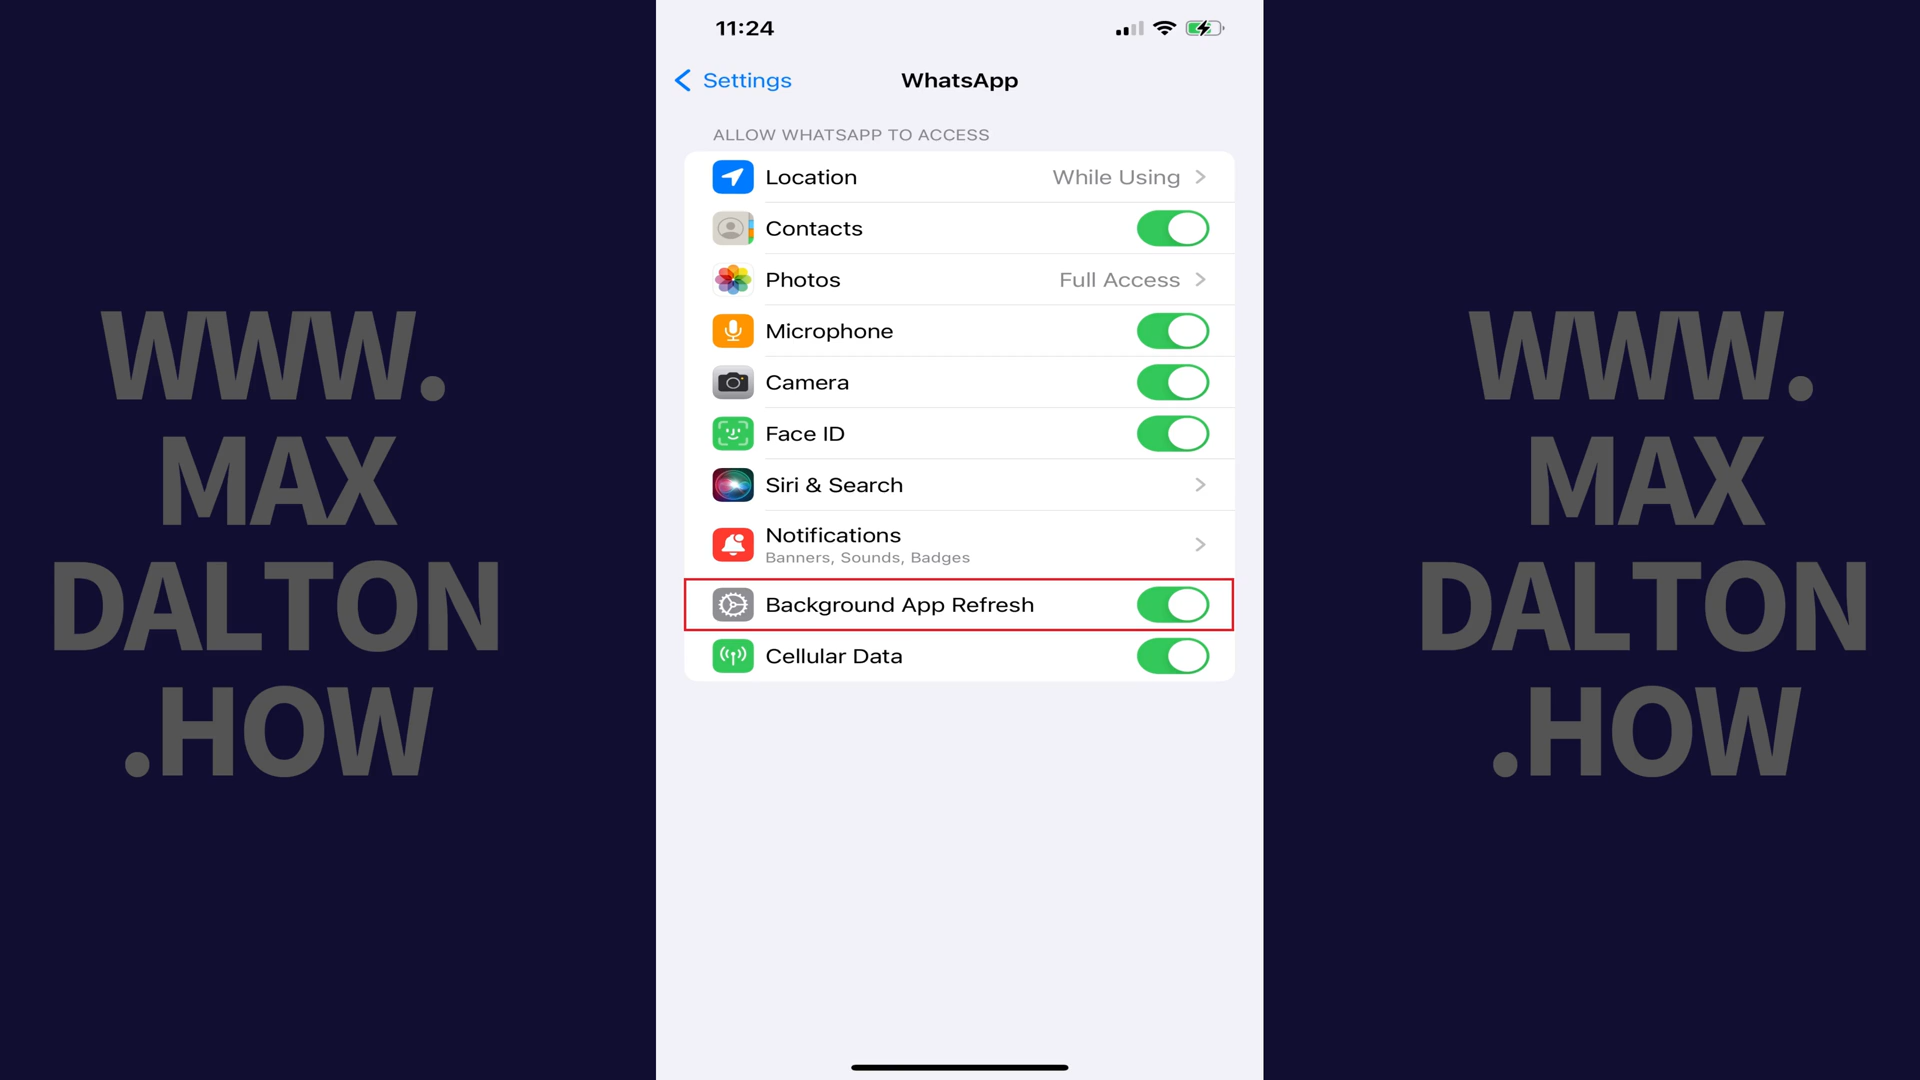 11:24
Settings
WhatsApp
ALLOW WHATSAPP TO ACCESS
Location
While Using
Contacts
Photos
Full Access
Microphone
Camera
Face ID
Siri & Search
Notifications
Banners, Sounds, Badges
Background App Refresh
Cellular Data
WWW.
MAX
DALTON
.HOW
WWW.
MAX
DALTON
.HOW